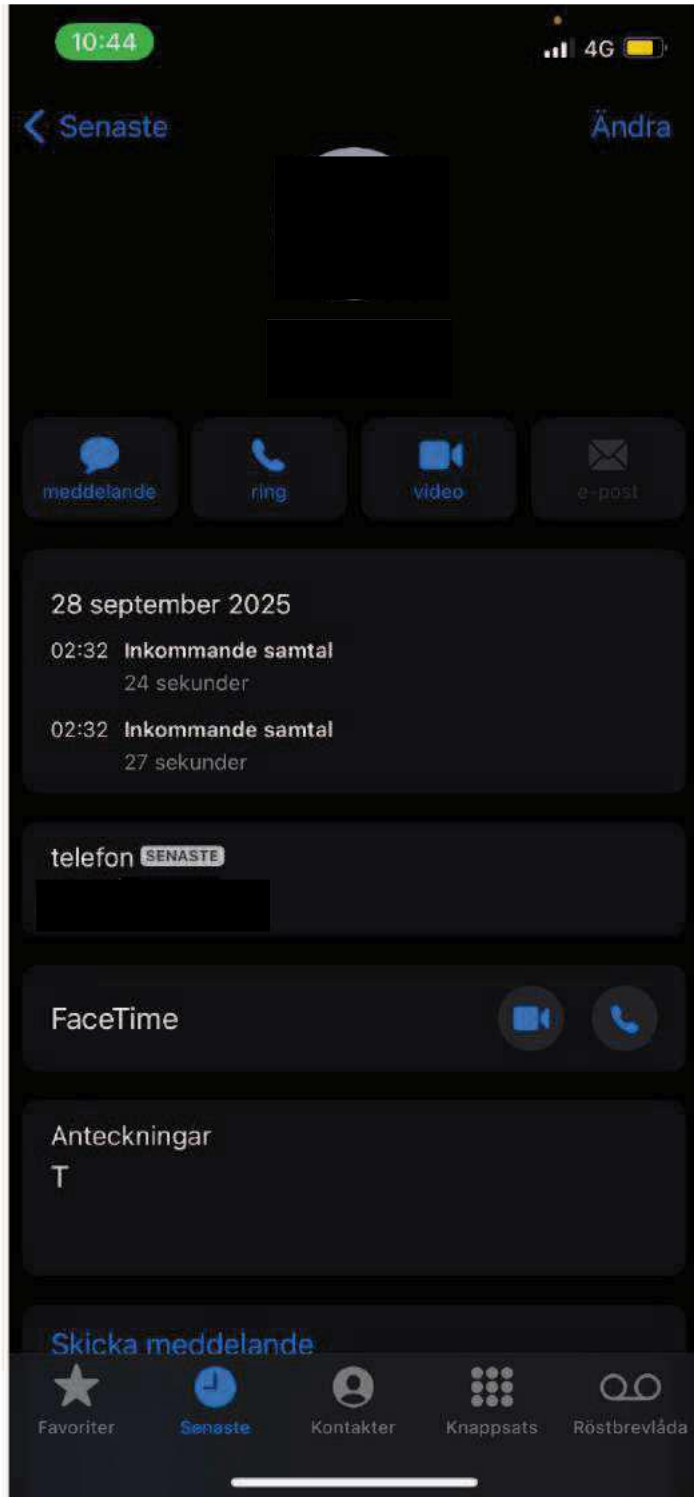 10:44
4G
Senaste
Ändra
meddelande
ring
video
e-post
28 september 2025
02:32 Inkommande samtal
24 sekunder
02:32 Inkommande samtal
27 sekunder
telefon SENASTE
FaceTime
Anteckningar
T
Skicka meddelande
Favoriter
Senaste
Kontakter
Knappsats
Röstbrevlåda